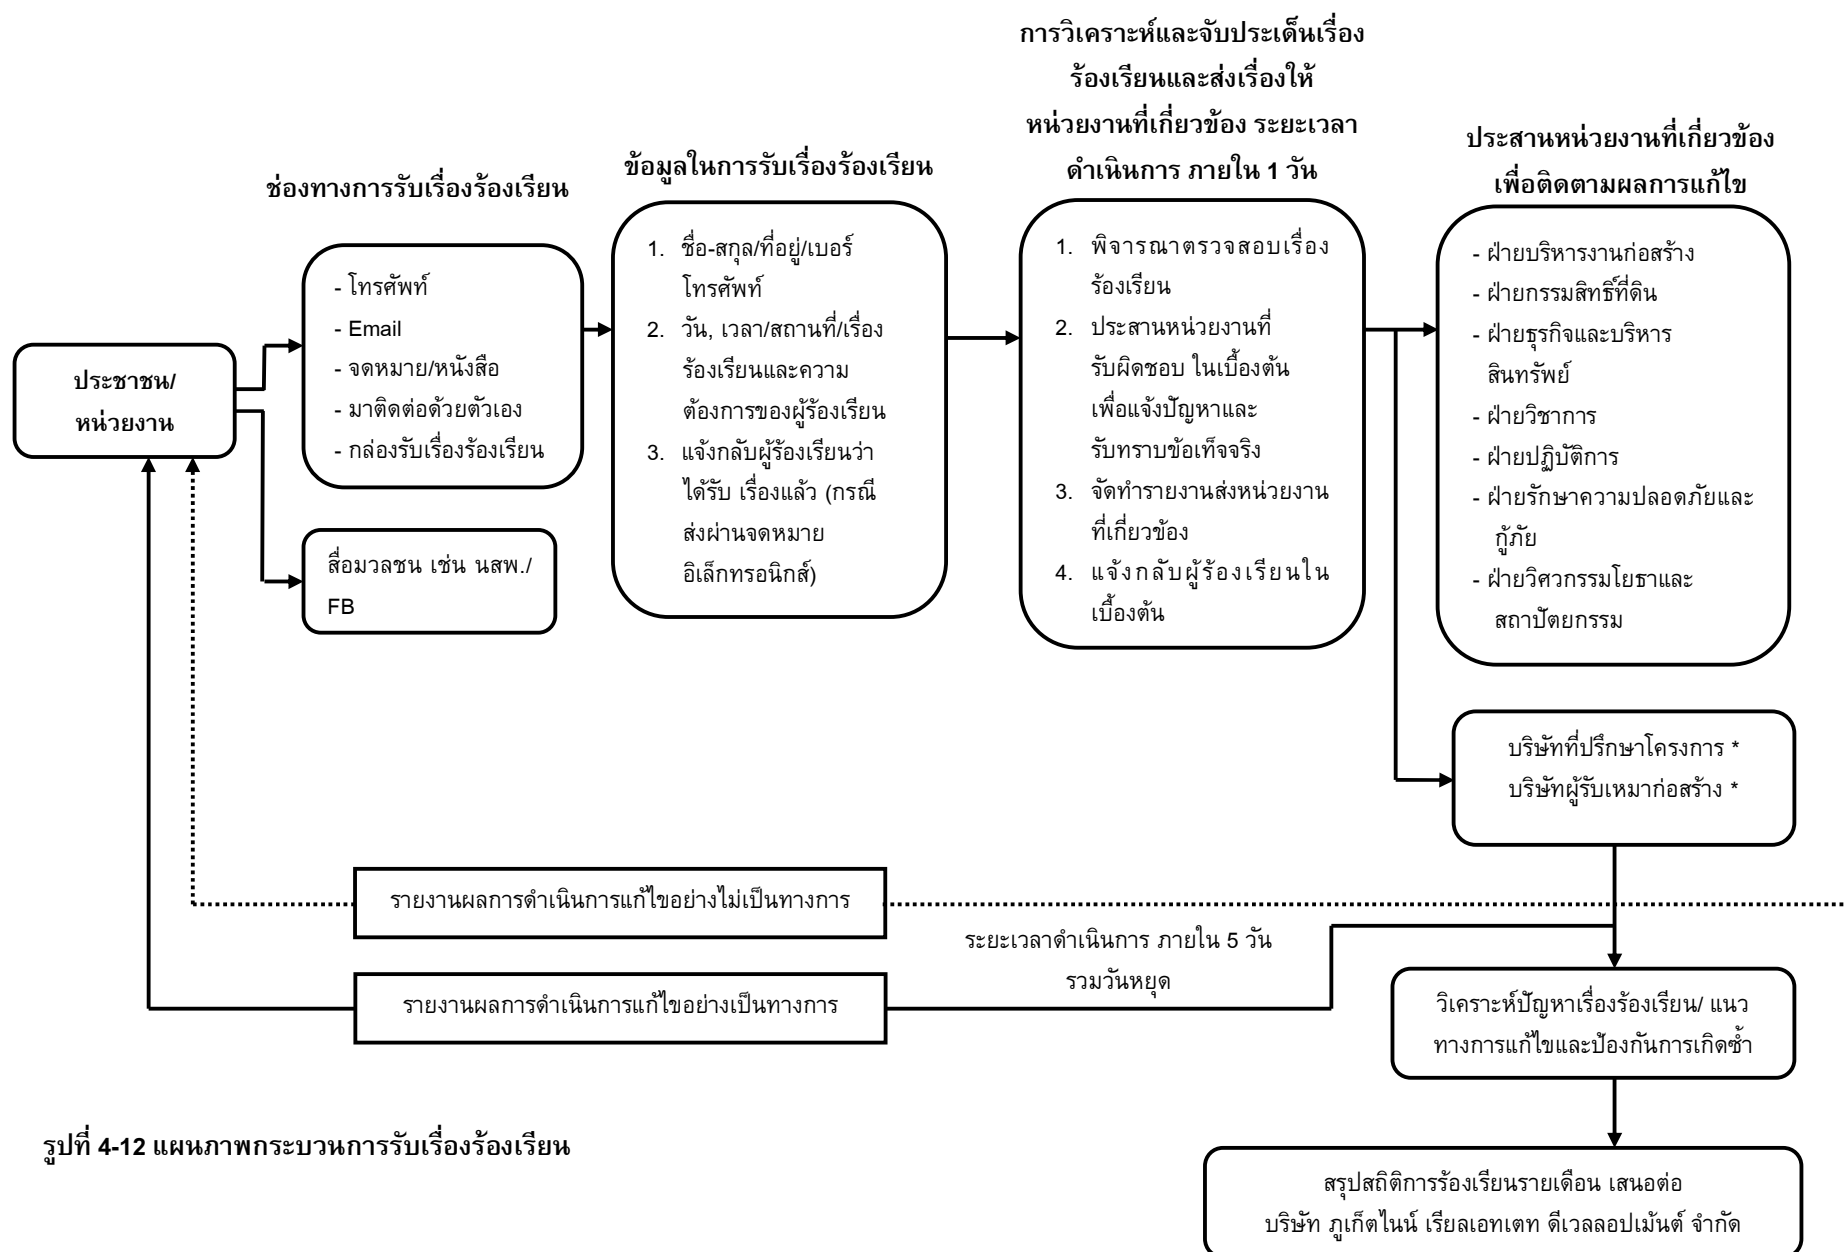 การวิเคราะห์และจับประเด็นเรื่อง
ร้องเรียนและส่งเรื่องให้
หน่วยงานที่เกี่ยวข้อง ระยะเวลา
ดำเนินการ ภายใน 1 วัน
ประสานหน่วยงานที่เกี่ยวข้อง
เพื่อติดตามผลการแก้ไข
ข้อมูลในการรับเรื่องร้องเรียน
ช่องทางการรับเรื่องร้องเรียน
ประชาชน/
หน่วยงาน
- โทรศัพท์
- Email
- จดหมาย/หนังสือ
- มาติดต่อด้วยตัวเอง
- กล่องรับเรื่องร้องเรียน
สื่อมวลชน เช่น นสพ./
FB
1. ชื่อ-สกุล/ที่อยู่/เบอร์
โทรศัพท์
2. วัน, เวลา/สถานที่/เรื่อง
ร้องเรียนและความ
ต้องการของผู้ร้องเรียน
3. แจ้งกลับผู้ร้องเรียนว่า
ได้รับ เรื่องแล้ว (กรณี
ส่งผ่านจดหมาย
อิเล็กทรอนิกส์)
1. พิจารณาตรวจสอบเรื่อง
ร้องเรียน
2. ประสานหน่วยงานที่
รับผิดชอบ ในเบื้องต้น
เพื่อแจ้งปัญหาและ
รับทราบข้อเท็จจริง
3. จัดทำรายงานส่งหน่วยงาน
ที่เกี่ยวข้อง
4. แจ้งกลับผู้ร้องเรียนใน
เบื้องต้น
- ฝ่ายบริหารงานก่อสร้าง
- ฝ่ายกรรมสิทธิ์ที่ดิน
- ฝ่ายธุรกิจและบริหาร
สินทรัพย์
- ฝ่ายวิชาการ
- ฝ่ายปฏิบัติการ
- ฝ่ายรักษาความปลอดภัยและ
กู้ภัย
- ฝ่ายวิศวกรรมโยธาและ
สถาปัตยกรรม
บริษัทที่ปรึกษาโครงการ *
บริษัทผู้รับเหมาก่อสร้าง *
รายงานผลการดำเนินการแก้ไขอย่างไม่เป็นทางการ
ระยะเวลาดำเนินการ ภายใน 5 วัน
รวมวันหยุด
รายงานผลการดำเนินการแก้ไขอย่างเป็นทางการ
วิเคราะห์ปัญหาเรื่องร้องเรียน/ แนว
ทางการแก้ไขและป้องกันการเกิดซ้ำ
รูปที่ 4-12 แผนภาพกระบวนการรับเรื่องร้องเรียน
สรุปสถิติการร้องเรียนรายเดือน เสนอต่อ
บริษัท ภูเก็ตไนน์ เรียลเอทเตท ดีเวลลอปเม้นต์ จำกัด